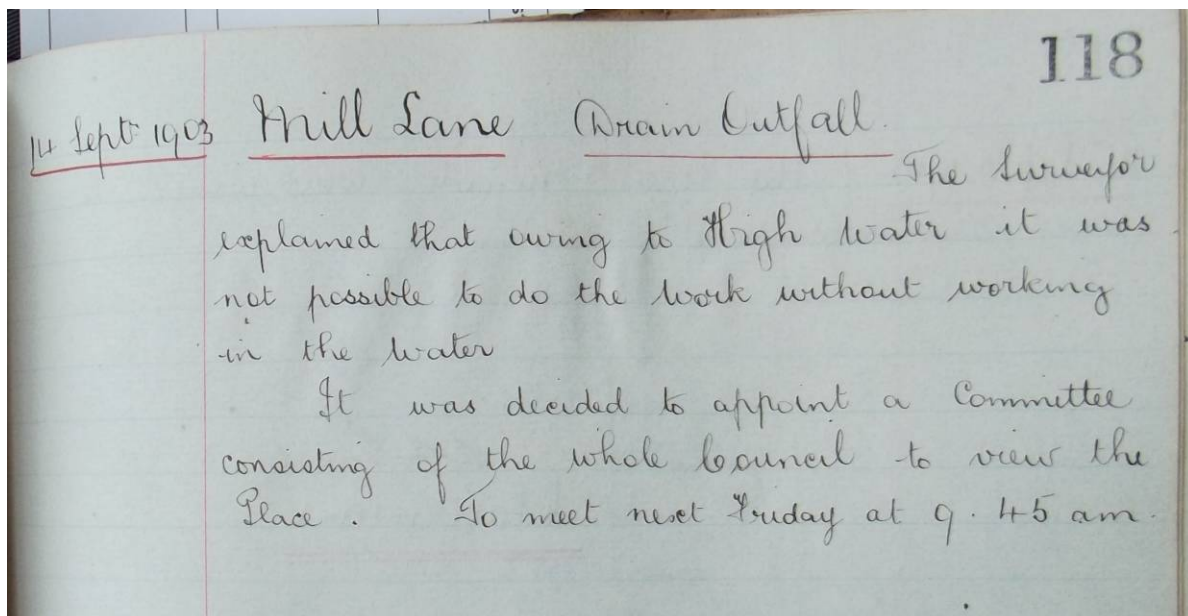 118
14 Sept 1903 Mill Lane Drain Outfall.
The Surveyor
explained that owing to High Water it was
not possible to do the Work without working
in the Water
It was decided to appoint a Committee
consisting of the whole Council to view the
Place. To meet next Friday at 9.45 am.